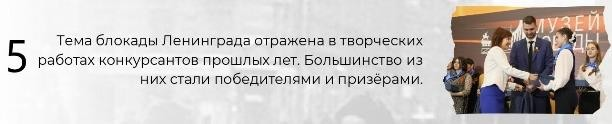 5
Тема блокады Ленинграда отражена в творческих
работах конкурсантов прошлых лет. Большинство из
них стали победителями и призёрами.
МУЗЕЙ